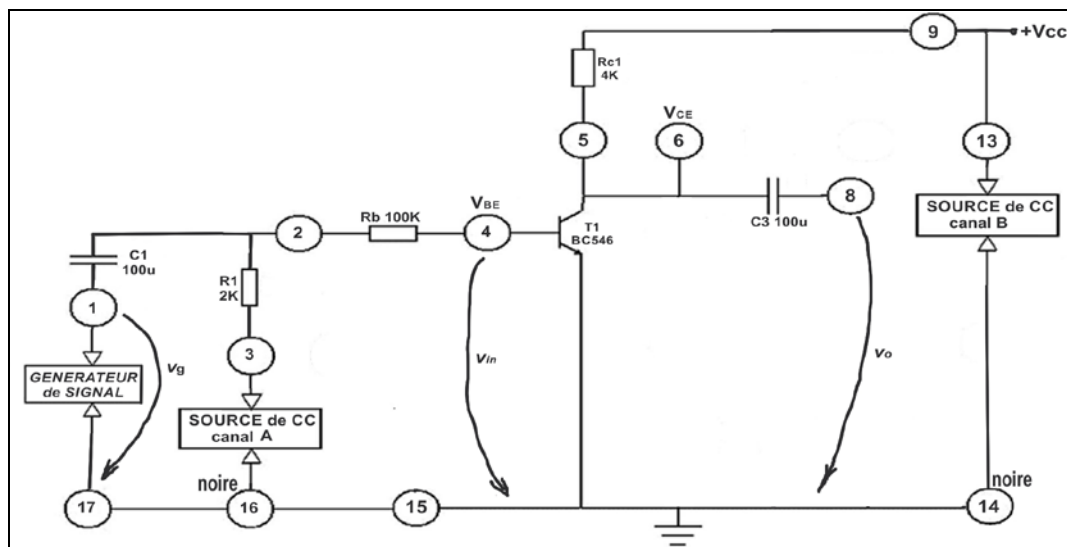 9
+Vcc
Rc1
4K
VCE
5
6
13
VBE
8
SOURCE de CC
canal B
2
Rb 100K
4
T1
BC546
C3 100u
C1
100u
R1
2K
1
3
vg
vin
vo
GENERATEUR
de SIGNAL
SOURCE de CC
canal A
noire
noire
17
16
15
14